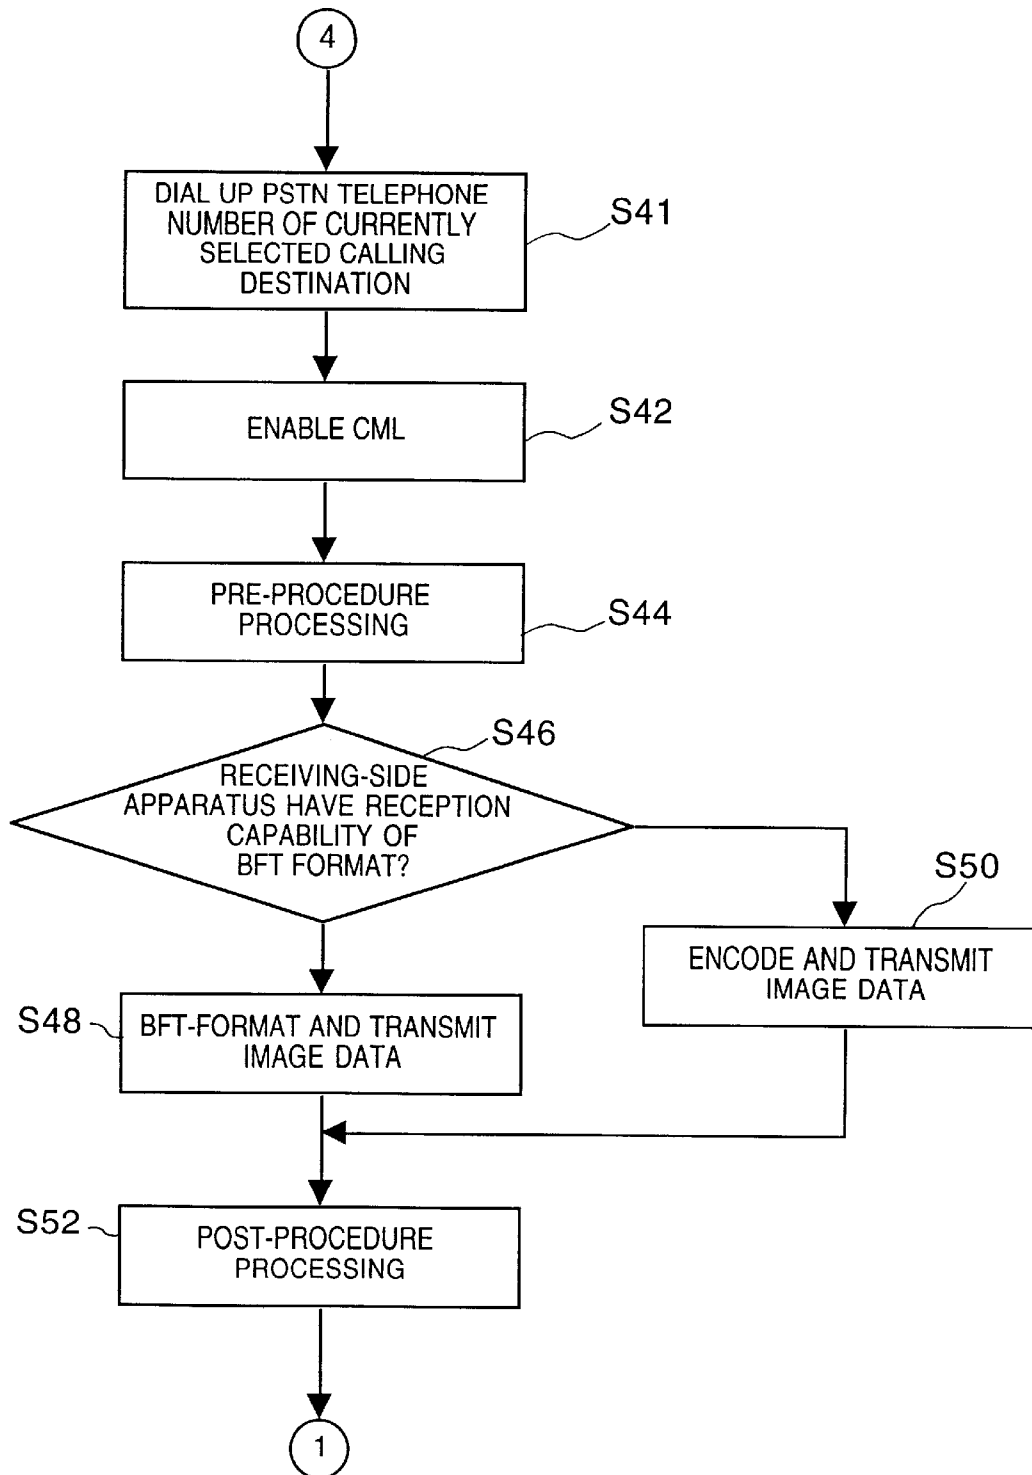 4
DIAL UP PSTN TELEPHONE
NUMBER OF CURRENTLY
SELECTED CALLING
DESTINATION
S41
ENABLE CML
S42
PRE-PROCEDURE
PROCESSING
S44
S46
RECEIVING-SIDE
APPARATUS HAVE RECEPTION
CAPABILITY OF
BFT FORMAT?
S50
ENCODE AND TRANSMIT
IMAGE DATA
S48
BFT-FORMAT AND TRANSMIT
IMAGE DATA
S52
POST-PROCEDURE
PROCESSING
1